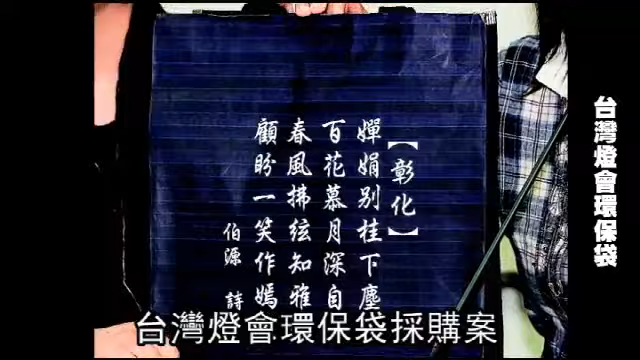 【彰化】
嬋娟別桂下塵
百花慕月深自
春風拂絃知雅
顧盼一笑作嫣
伯源 詩
台灣燈會環保袋
台灣燈會環保袋採購案